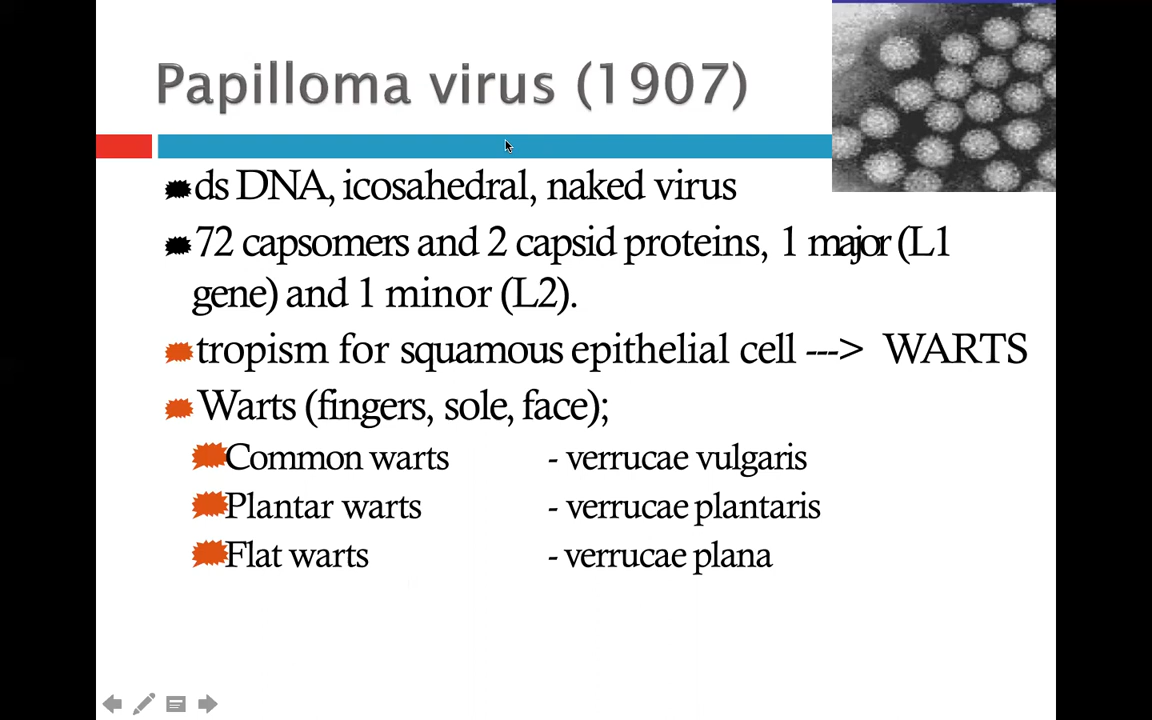 Papilloma virus (1907)
ds DNA, icosahedral, naked virus
72 capsomers and 2 capsid proteins, 1 major (L1
gene) and 1 minor (L2).
tropism for squamous epithelial cell ---> WARTS
Warts (fingers, sole, face);
Common warts - verrucae vulgaris
Plantar warts - verrucae plantaris
Flat warts - verrucae plana